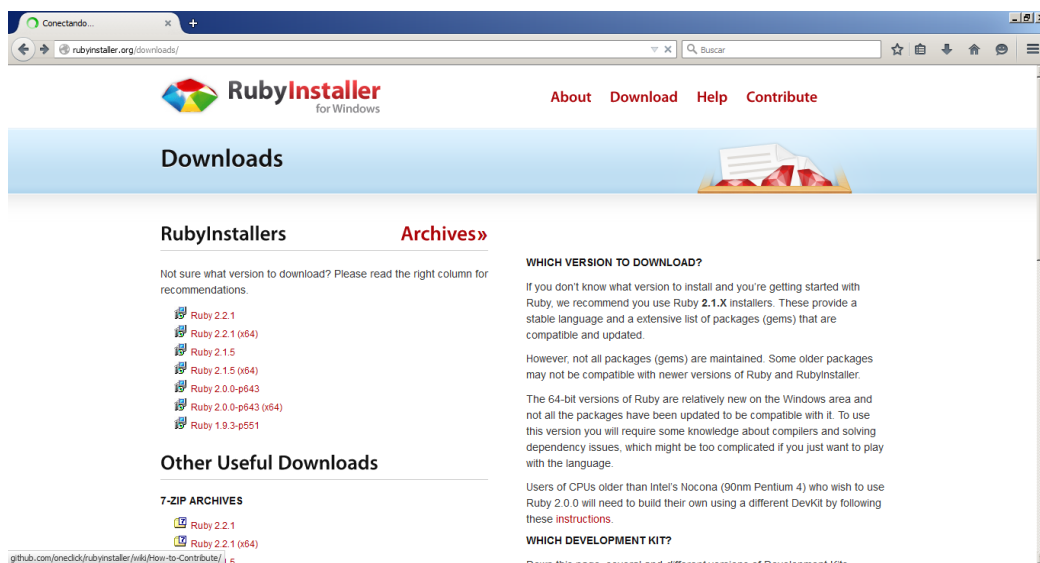 Conectando...
rubyinstaller.org/downloads/
Buscar
RubyInstaller
for Windows
About Download Help Contribute
Downloads
RubyInstallers
Archives»
Not sure what version to download? Please read the right column for
recommendations.
Ruby 2.2.1
Ruby 2.2.1 (x64)
Ruby 2.1.5
Ruby 2.1.5 (x64)
Ruby 2.0.0-p643
Ruby 2.0.0-p643 (x64)
Ruby 1.9.3-p551
Other Useful Downloads
7-ZIP ARCHIVES
Ruby 2.2.1
Ruby 2.2.1 (x64)
github.com/oneclick/rubyinstaller/wiki/How-to-Contribute/
WHICH VERSION TO DOWNLOAD?
If you don't know what version to install and you're getting started with
Ruby, we recommend you use Ruby 2.1.X installers. These provide a
stable language and a extensive list of packages (gems) that are
compatible and updated.
However, not all packages (gems) are maintained. Some older packages
may not be compatible with newer versions of Ruby and RubyInstaller.
The 64-bit versions of Ruby are relatively new on the Windows area and
not all the packages have been updated to be compatible with it. To use
this version you will require some knowledge about compilers and solving
dependency issues, which might be too complicated if you just want to play
with the language.
Users of CPUs older than Intel's Nocona (90nm Pentium 4) who wish to use
Ruby 2.0.0 will need to build their own using a different DevKit by following
these instructions.
WHICH DEVELOPMENT KIT?